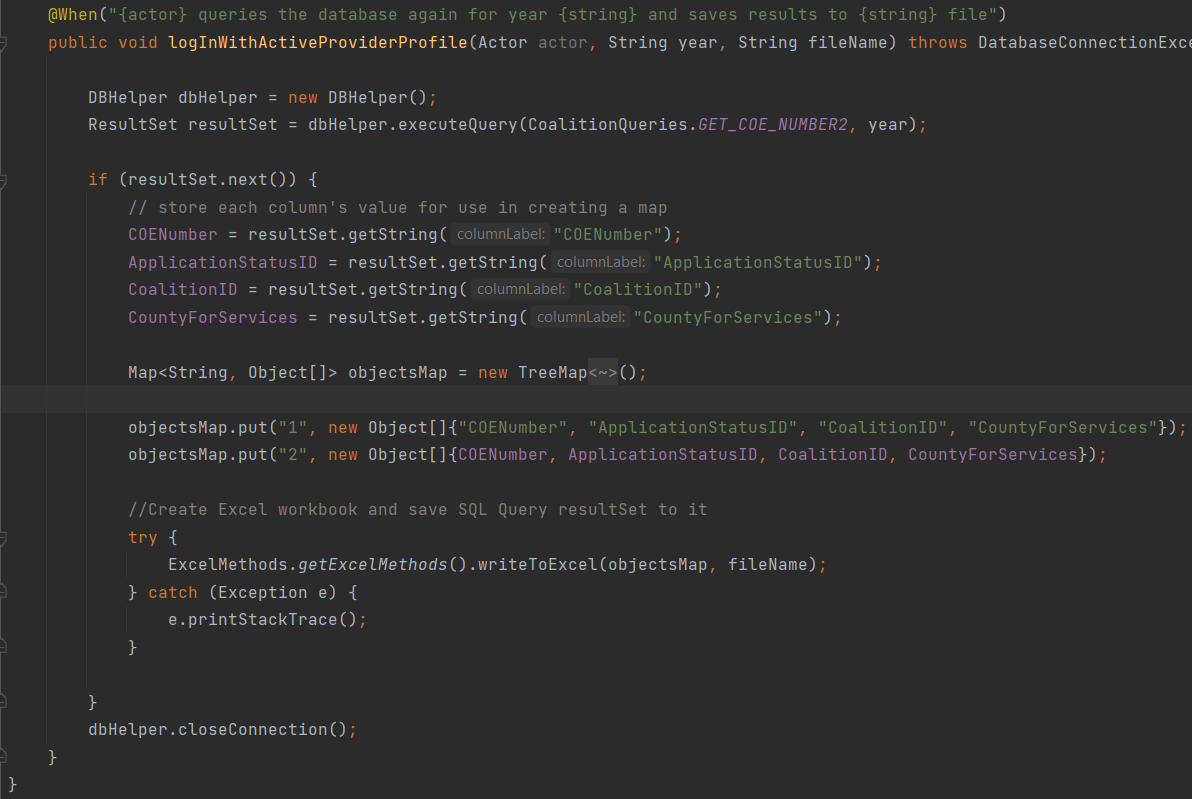 @When("{actor} queries the database again for year {string} and saves results to {string} file")
public void logInWithActiveProviderProfile(Actor actor, String year, String fileName) throws DatabaseConnectionExce
DBHelper dbHelper = new DBHelper();
ResultSet resultSet = dbHelper.executeQuery(CoalitionQueries.GET_COE_NUMBER2, year);
if (resultSet.next()) {
// store each column's value for use in creating a map
COENumber = resultSet.getString( columnLabel: "COENumber");
ApplicationStatusID = resultSet.getString( columnLabel: "ApplicationStatusID");
CoalitionID = resultSet.getString( columnLabel: "CoalitionID");
CountyForServices = resultSet.getString( columnLabel: "CountyForServices");
Map<String, Object[]> objectsMap = new TreeMap<~>();
objectsMap.put("1", new Object[]{"COENumber", "ApplicationStatusID", "CoalitionID", "CountyForServices"});
objectsMap.put("2", new Object[]{COENumber, ApplicationStatusID, CoalitionID, CountyForServices});
//Create Excel workbook and save SQL Query resultSet to it
try {
ExcelMethods.getExcelMethods().writeToExcel(objectsMap, fileName);
} catch (Exception e) {
e.printStackTrace();
}
}
dbHelper.closeConnection();
}
}